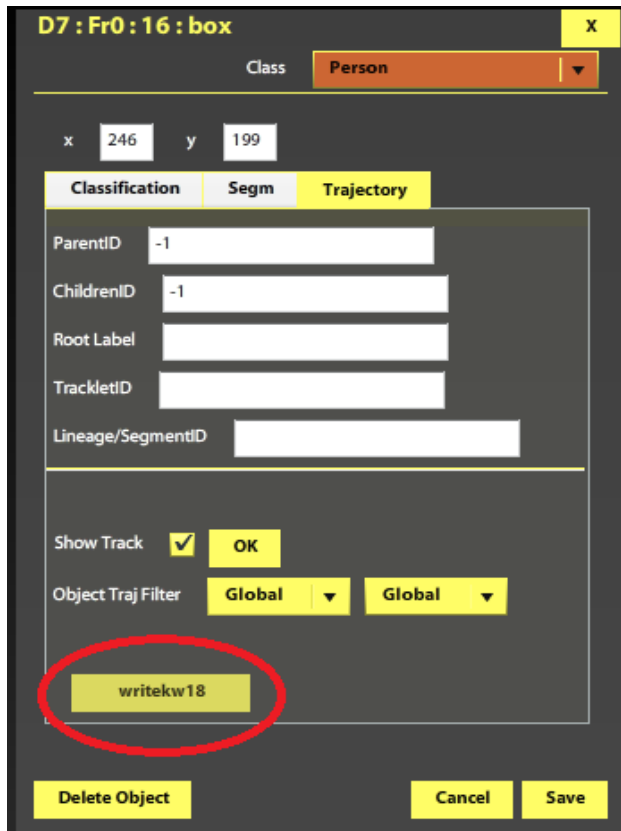 D7 : Fr0 : 16 : box X
Class Person
x 246 y 199
Classification Segm Trajectory
ParentID -1
ChildrenID -1
Root Label
TrackletID
Lineage/SegmentID
Show Track OK
Object Traj Filter Global Global
writekw18
Delete Object Cancel Save